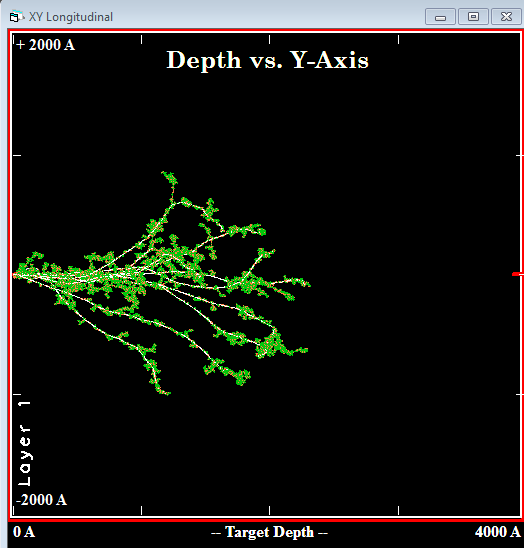 XY Longitudinal
+ 2000 A
Depth vs. Y-Axis
Layer 1
-2000 A
0 A -- Target Depth -- 4000 A